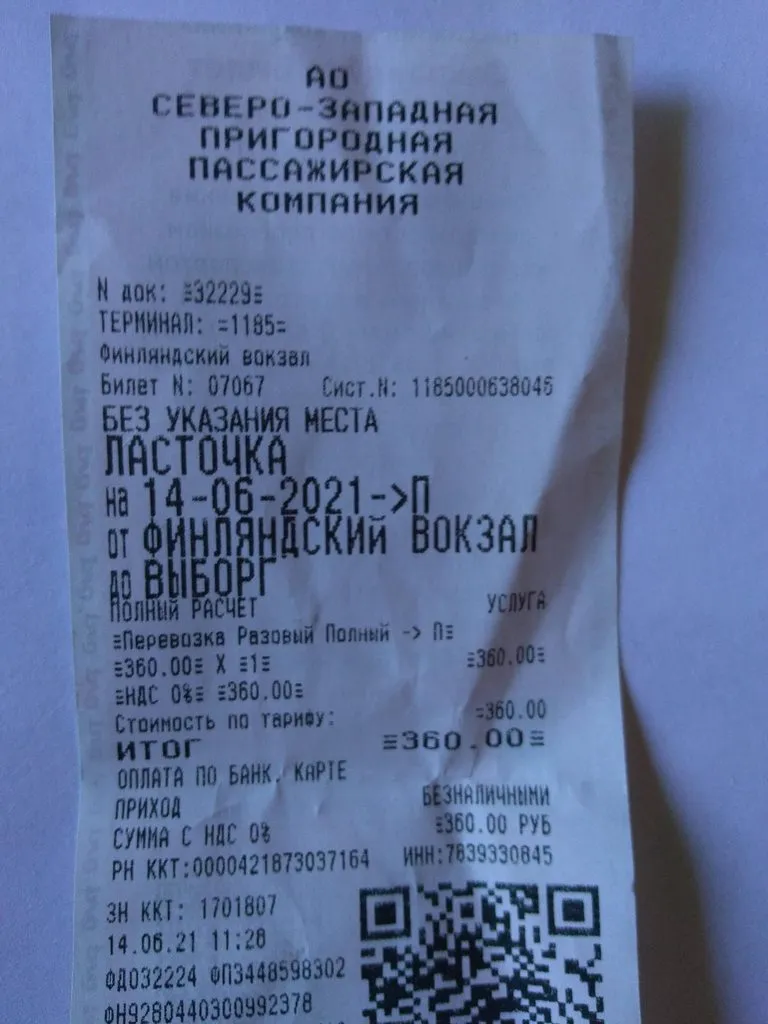 АО
СЕВЕРО-ЗАПАДНАЯ
ПРИГОРОДНАЯ
ПАССАЖИРСКАЯ
КОМПАНИЯ
N док: ≡32229≡
ТЕРМИНАЛ: =1185=
Финляндский вокзал
Билет N: 07067 Сист.N: 1185000638046
БЕЗ УКАЗАНИЯ МЕСТА
ЛАСТОЧКА
на 14-06-2021->П
от ФИНЛЯНДСКИЙ ВОКЗАЛ
до ВЫБОРГ
ПОЛНЫЙ РАСЧЕТ УСЛУГА
≡Перевозка Разовый Полный -> П≡
≡360.00≡ X ≡1≡ ≡360.00≡
≡НДС 0%≡ ≡360.00≡
Стоимость по тарифу: =360.00
ИТОГ ≡360.00≡
ОПЛАТА ПО БАНК. КАРТЕ
ПРИХОД БЕЗНАЛИЧНЫМИ
СУММА С НДС 0% ≡360.00 РУБ
РН ККТ:0000421873037164 ИНН:7839330845
ЗН ККТ: 1701807
14.06.21 11:28
ФД032224 ФП3448598302
ФН9280440300992378